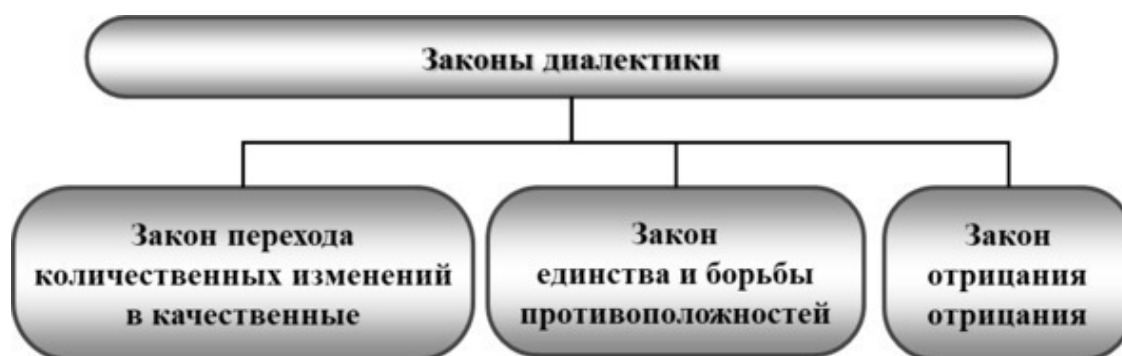 Законы диалектики
Закон перехода
количественных изменений
в качественные
Закон
единства и борьбы
противоположностей
Закон
отрицания
отрицания